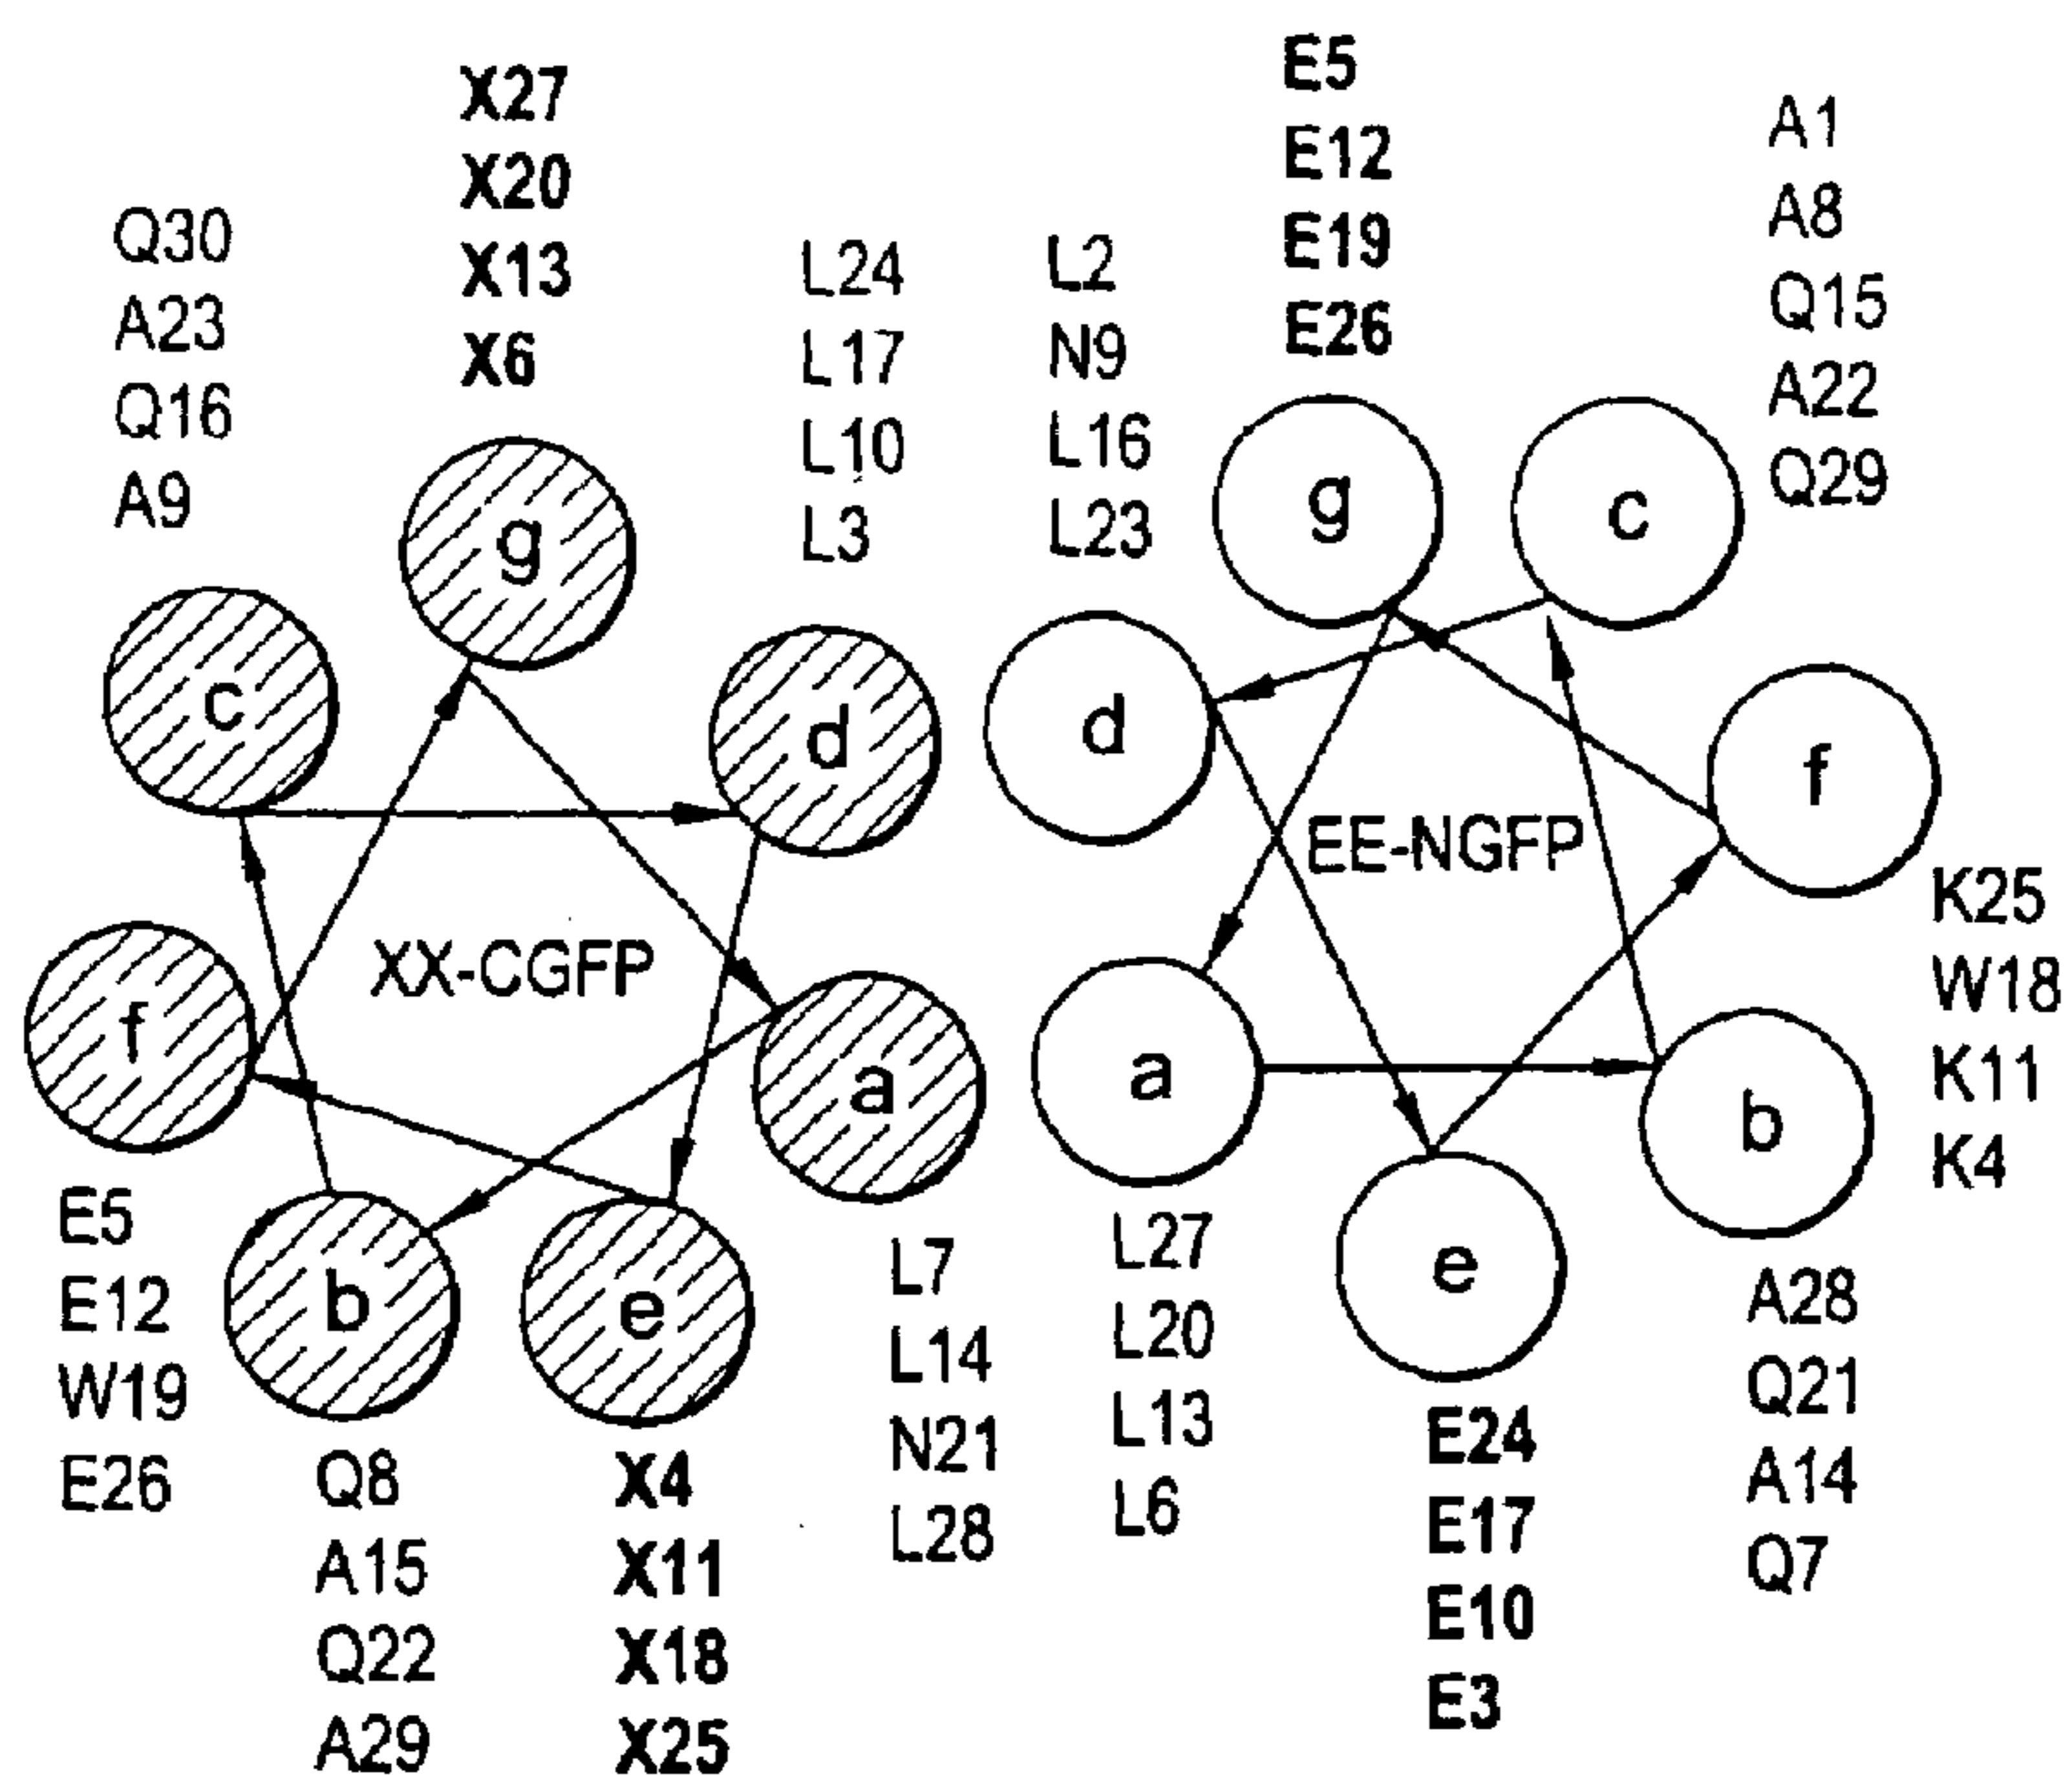 X27
X20
X13
X6
Q30
A23
Q16
A9
L24
L17
L10
L3
L2
N9
L16
L23
E5
E12
E19
E26
A1
A8
Q15
A22
Q29
g
c
d
f
XX-CGFP
a
b
e
g
c
d
f
EE-NGFP
a
b
e
K25
W18
K11
K4
E5
E12
W19
E26
Q8
A15
Q22
A29
X4
X11
X18
X25
L7
L14
N21
L28
L27
L20
L13
L6
E24
E17
E10
E3
A28
Q21
A14
Q7